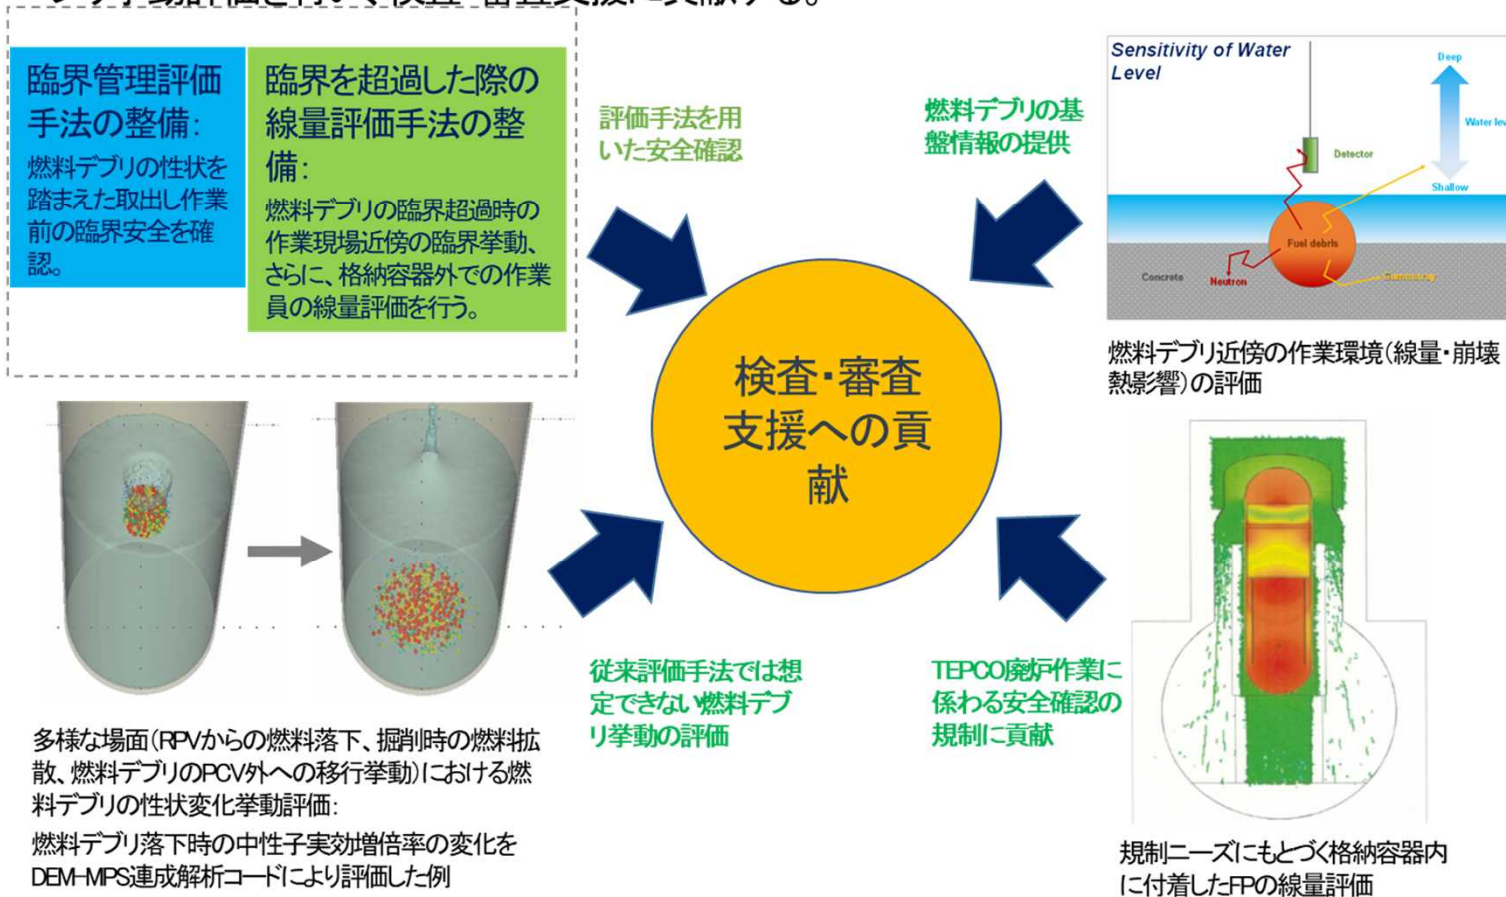 臨界管理評価
手法の整備:
燃料デブリの性状を
踏まえた取出し作業
前の臨界安全を確
認。
臨界を超過した際の
線量評価手法の整
備:
燃料デブリの臨界超過時の
作業現場近傍の臨界挙動、
さらに、格納容器外での作業
員の線量評価を行う。
評価手法を用
いた安全確認
燃料デブリの基
盤情報の提供
Sensitivity of Water
Level
Deep
Detector
Shallow
Fuel debris
Concrete
Neutron
燃料デブリ近傍の作業環境(線量・崩壊
熱影響)の評価
検査・審査
支援への貢
献
従来評価手法では想
定できない燃料デブ
リ挙動の評価
TEPCO廃炉作業に
係わる安全確認の
規制に貢献
多様な場面(RPVからの燃料落下、掘削時の燃料拡
散、燃料デブリのPCV外への移行挙動)における燃
料デブリの性状変化挙動評価:
燃料デブリ落下時の中性子実効増倍率の変化を
DEM-MPS連成解析コードにより評価した例
規制ニーズにもとづく格納容器内
に付着したFPの線量評価